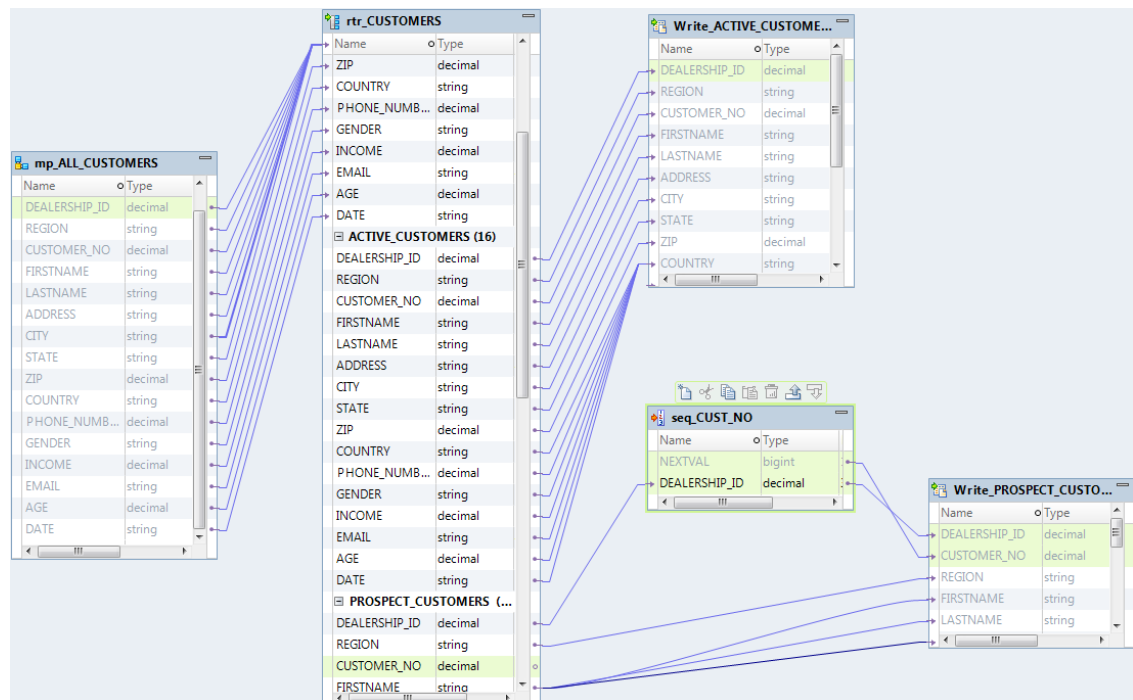 mp_ALL_CUSTOMERS
Name Type
DEALERSHIP_ID decimal
REGION string
CUSTOMER_NO decimal
FIRSTNAME string
LASTNAME string
ADDRESS string
CITY string
STATE string
ZIP decimal
COUNTRY string
PHONE_NUMB... decimal
GENDER string
INCOME decimal
EMAIL string
AGE decimal
DATE string
rtr_CUSTOMERS
Name Type
ZIP decimal
COUNTRY string
PHONE_NUMB... decimal
GENDER string
INCOME decimal
EMAIL string
AGE decimal
DATE string
ACTIVE_CUSTOMERS (16)
DEALERSHIP_ID decimal
REGION string
CUSTOMER_NO decimal
FIRSTNAME string
LASTNAME string
ADDRESS string
CITY string
STATE string
ZIP decimal
COUNTRY string
PHONE_NUMB... decimal
GENDER string
INCOME decimal
EMAIL string
AGE decimal
DATE string
PROSPECT_CUSTOMERS (...
DEALERSHIP_ID decimal
REGION string
CUSTOMER_NO decimal
FIRSTNAME string
Write_ACTIVE_CUSTOME...
Name Type
DEALERSHIP_ID decimal
REGION string
CUSTOMER_NO decimal
FIRSTNAME string
LASTNAME string
ADDRESS string
CITY string
STATE string
ZIP decimal
COUNTRY string
seq_CUST_NO
Name Type
NEXTVAL bigint
DEALERSHIP_ID decimal
Write_PROSPECT_CUSTO...
Name Type
DEALERSHIP_ID decimal
CUSTOMER_NO decimal
REGION string
FIRSTNAME string
LASTNAME string